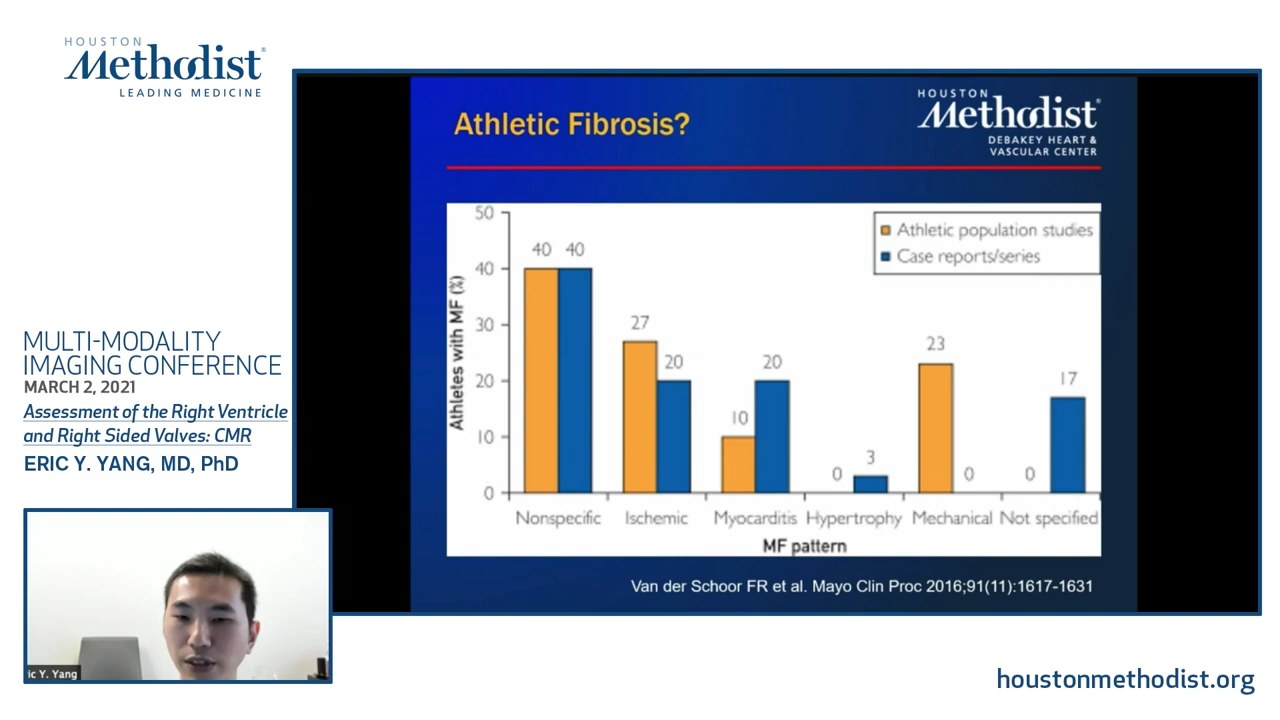 HOUSTON
Methodist®
LEADING MEDICINE
MULTI-MODALITY
IMAGING CONFERENCE
MARCH 2, 2021
Assessment of the Right Ventricle
and Right Sided Valves: CMR
ERIC Y. YANG, MD, PhD
Athletic Fibrosis?
HOUSTON
Methodist®
DEBAKEY HEART &
VASCULAR CENTER
Athletes with MF (%)
50
40
30
20
10
0
Athletic population studies
Case reports/series
40 40
27 20
10 20
0 3
23 0
0 17
Nonspecific Ischemic Myocarditis Hypertrophy Mechanical Not specified
MF pattern
Van der Schoor FR et al. Mayo Clin Proc 2016;91(11):1617-1631
ic Y. Yang
houstonmethodist.org